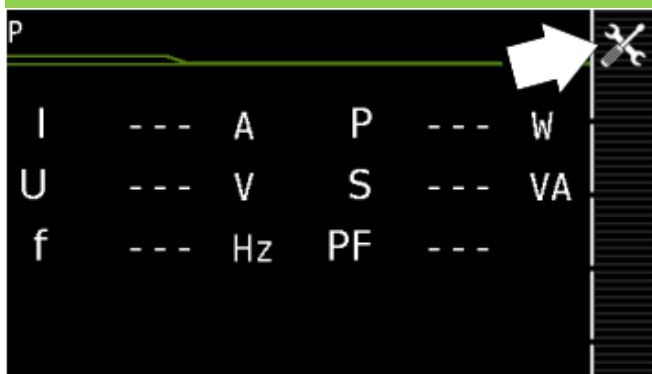 P
I --- A P --- W
U --- V S --- VA
f --- Hz PF ---